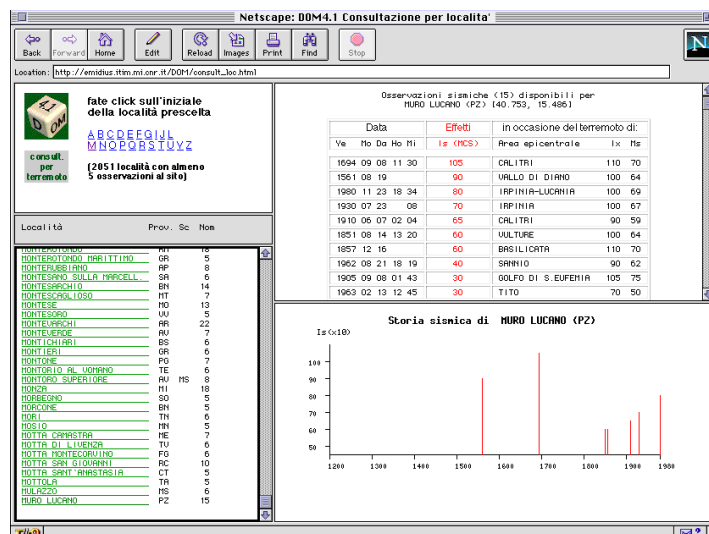 Netscape: DOM4.1 Consultazione per localita'
Back Forward Home Edit Reload Images Print Find Stop
N
Location: http://emidius.itim.mi.cnr.it/DOM/consult_loc.html
4.1
D OM
consult.
per
terremoto
fate click sull'iniziale
della località prescelta
A B C D E F G I J L
M N O P Q R S T U V Z
(2051 località con almeno
5 osservazioni al sito)
Località Prov. Sc Nom
MONTEROTONDO RM 18
MONTEROTONDO MARITTIMO GR 5
MONTERUBBIANO AP 8
MONTESANO SULLA MARCELL. SA 6
MONTESARCHIO BN 14
MONTESCAGLIOSO MT 7
MONTESE MO 13
MONTESORO VV 5
MONTEVARCHI AR 22
MONTEVERDE AV 7
MONTICHIARI BS 6
MONTIERI GR 6
MONTONE PG 7
MONTORIO AL VOMANO TE 6
MONTORO SUPERIORE AV MS 8
MONZA MI 18
MORBEGNO SO 5
MORCONE BN 5
MORI TN 6
MOSIO MN 5
MOTTA CAMASTRA ME 7
MOTTA DI LIVENZA TV 6
MOTTA MONTECORVINO FG 6
MOTTA SAN GIOVANNI RC 10
MOTTA SANT'ANASTASIA CT 5
MOTTOLA TA 5
MULAZZO MS 6
MURO LUCANO PZ 15
Osservazioni sismiche (15) disponibili per
MURO LUCANO (PZ) [40.753, 15.486]
Data Effetti in occasione del terremoto di:
Ye Mo Da Ho Mi Is (MCS) Area epicentrale Ix Ms
1694 09 08 11 30 105 CALITRI 110 70
1561 08 19 90 VALLO DI DIANO 100 64
1980 11 23 18 34 80 IRPINIA-LUCANIA 100 69
1930 07 23 08 70 IRPINIA 100 67
1910 06 07 02 04 65 CALITRI 90 59
1851 08 14 13 20 60 VULTURE 100 64
1857 12 16 60 BASILICATA 110 70
1962 08 21 18 19 40 SANNIO 90 62
1905 09 08 01 43 30 GOLFO DI S.EUFEMIA 105 75
1963 02 13 12 45 30 TITO 70 50
Storia sismica di MURO LUCANO (PZ)
Is(x10)
100
90
80
70
60
50
1200 1300 1400 1500 1600 1700 1800 1900 1980